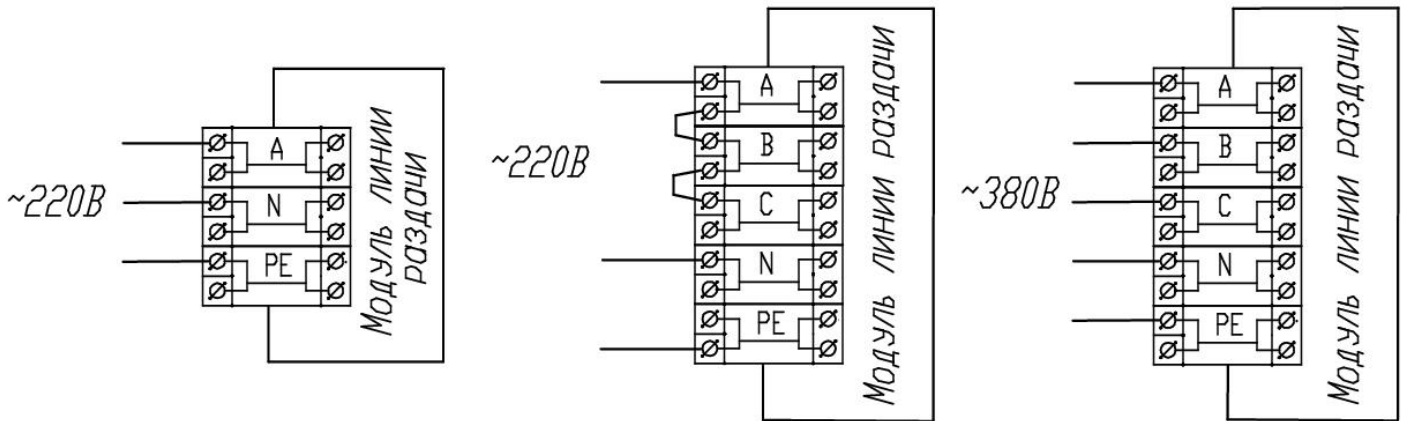 ~220В
A
N
PE
Модуль линии
раздачи
~220В
A
B
C
N
PE
Модуль линии раздачи
~380В
A
B
C
N
PE
Модуль линии раздачи